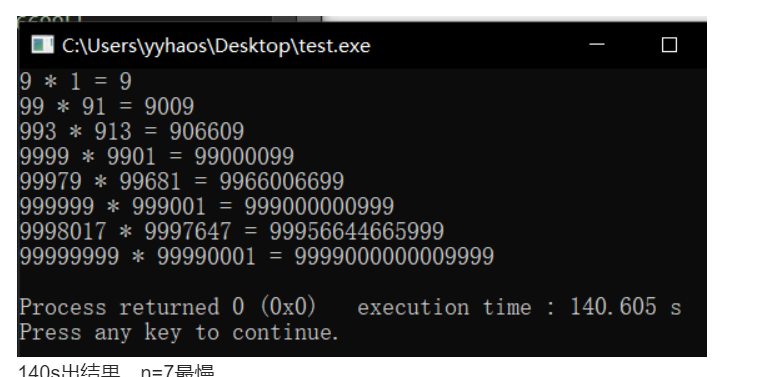 C:\Users\yyhaos\Desktop\test.exe
9 * 1 = 9
99 * 91 = 9009
993 * 913 = 906609
9999 * 9901 = 99000099
99979 * 99681 = 9966006699
999999 * 999001 = 999000000999
9998017 * 9997647 = 99956644665999
99999999 * 99990001 = 9999000000009999
Process returned 0 (0x0)   execution time : 140.605 s
Press any key to continue.
140s出结果，n=7最慢